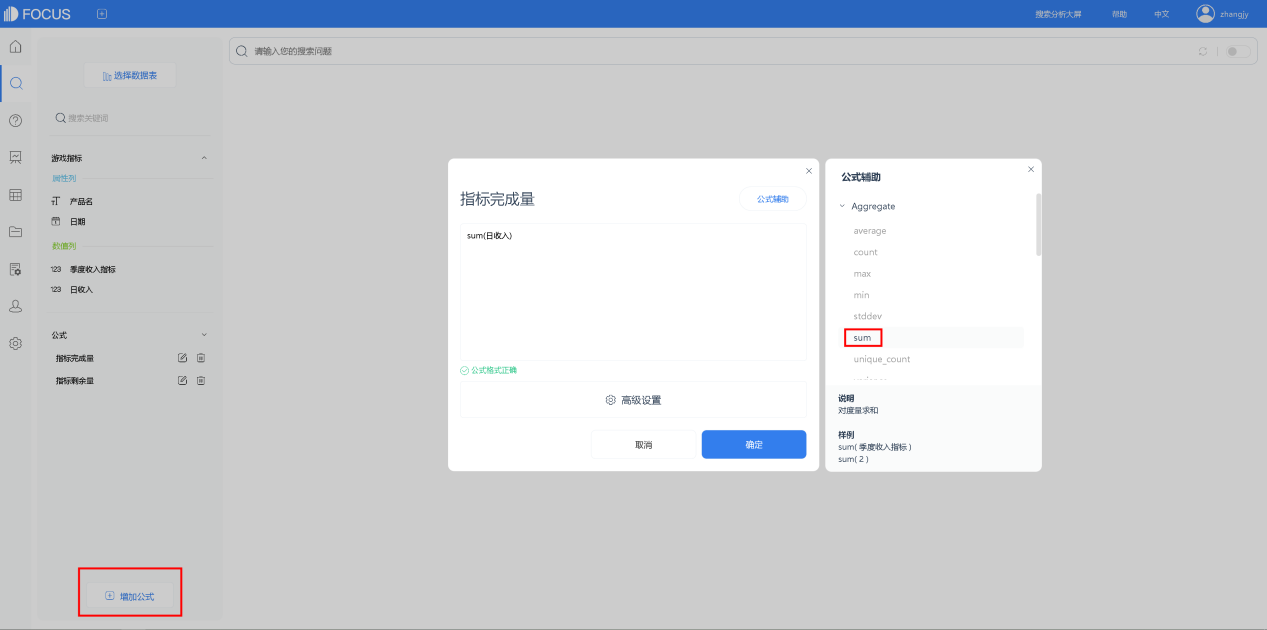 FOCUS
搜索分析大屏
帮助
中文
zhangjy
选择数据表
请输入您的搜索问题
搜索关键词
游戏指标
属性列
产品名
日期
数值列
123 季度收入指标
123 日收入
公式
指标完成量
指标剩余量
增加公式
指标完成量
公式辅助
sum(日收入)
公式格式正确
高级设置
取消
确定
公式辅助
Aggregate
average
count
max
min
stddev
sum
unique_count
说明
对度量求和
样例
sum( 季度收入指标 )
sum( 2 )